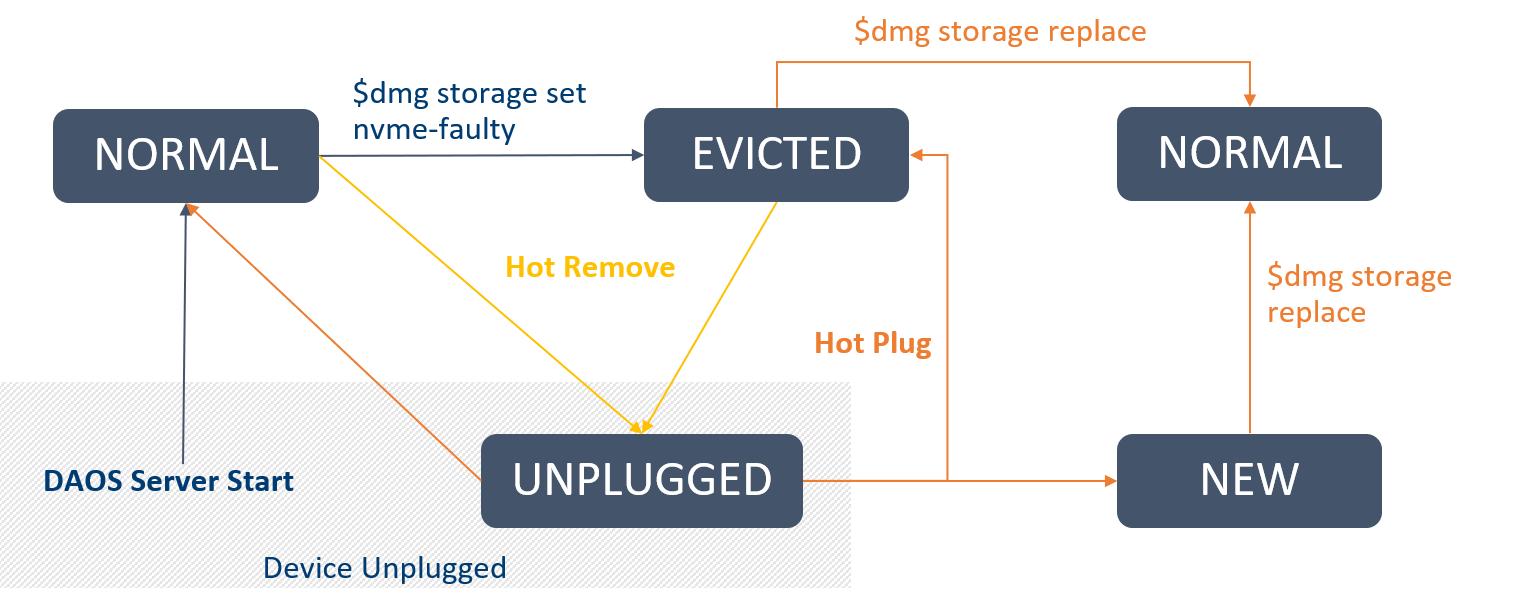 $dmg storage replace
$dmg storage set
nvme-faulty
NORMAL
EVICTED
NORMAL
Hot Remove
$dmg storage
replace
Hot Plug
DAOS Server Start
UNPLUGGED
NEW
Device Unplugged